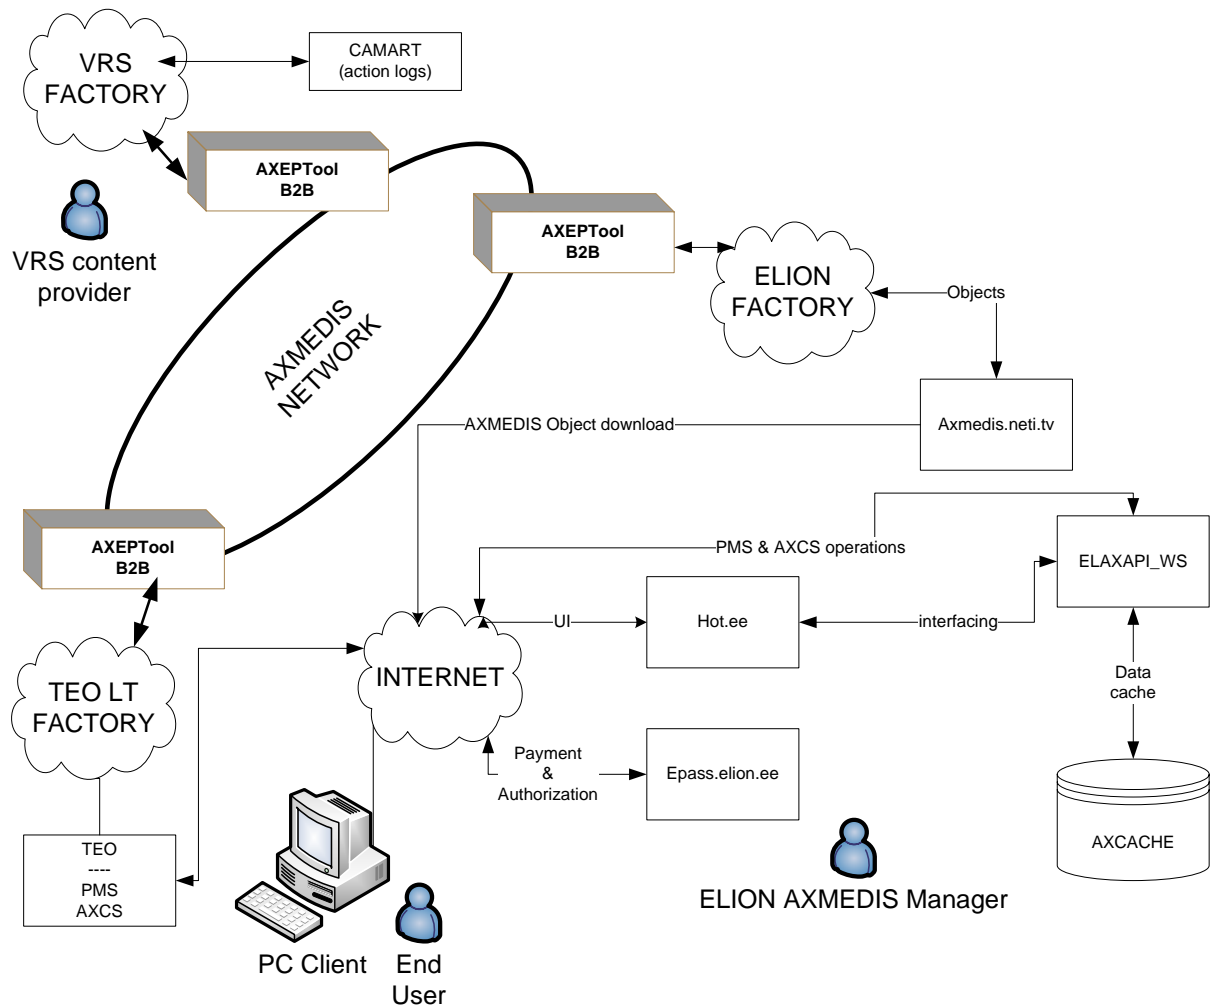 VRS
FACTORY
CAMART
(action logs)
AXEPTool
B2B
VRS content
provider
AXEPTool
B2B
ELION
FACTORY
Objects
AXMEDIS
NETWORK
AXMEDIS Object download
Axmedis.neti.tv
AXEPTool
B2B
PMS & AXCS operations
ELAXAPI_WS
UI
Hot.ee
interfacing
INTERNET
TEO LT
FACTORY
Data
cache
Payment
&
Authorization
Epass.elion.ee
TEO
----
PMS
AXCS
AXCACHE
ELION AXMEDIS Manager
PC Client
End
User